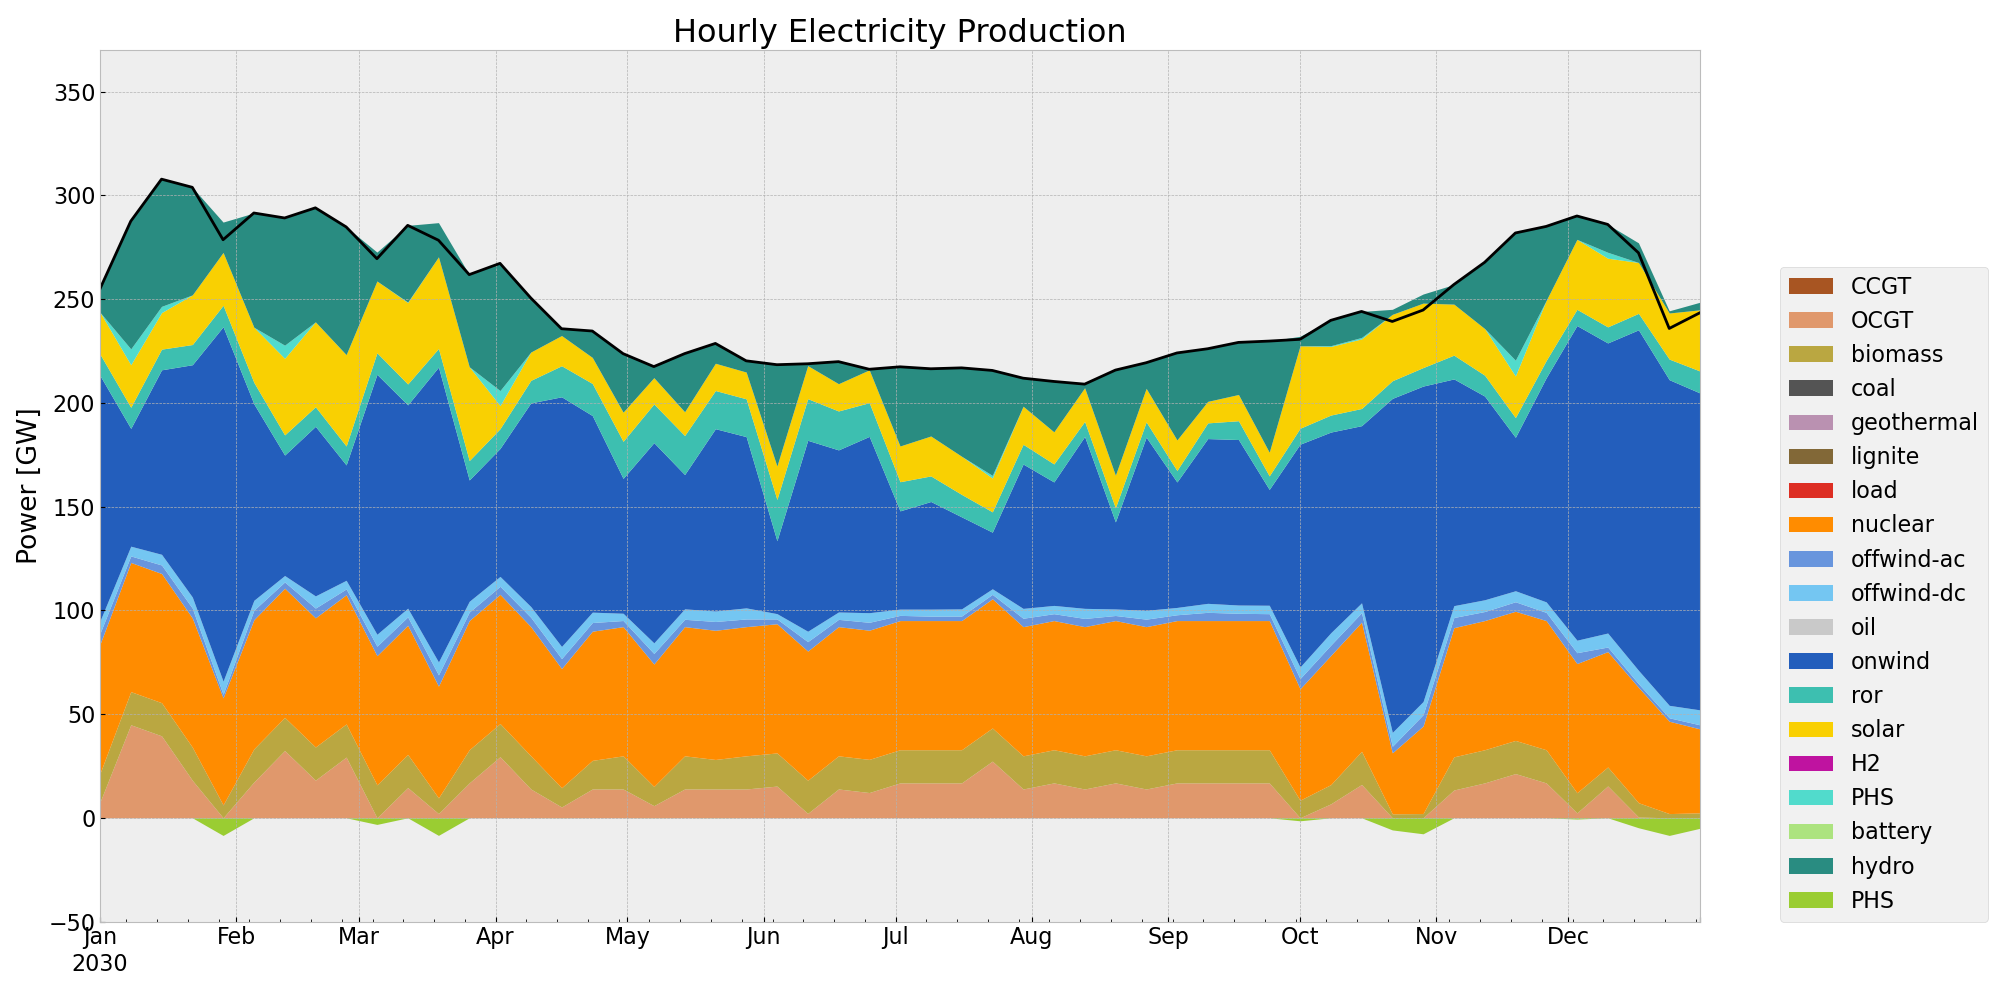 Hourly Electricity Production
Power [GW]
350
300
250
200
150
100
50
0
−50
Jan Feb Mar Apr May Jun Jul Aug Sep Oct Nov Dec
2030
CCGT
OCGT
biomass
coal
geothermal
lignite
load
nuclear
offwind-ac
offwind-dc
oil
onwind
ror
solar
H2
PHS
battery
hydro
PHS